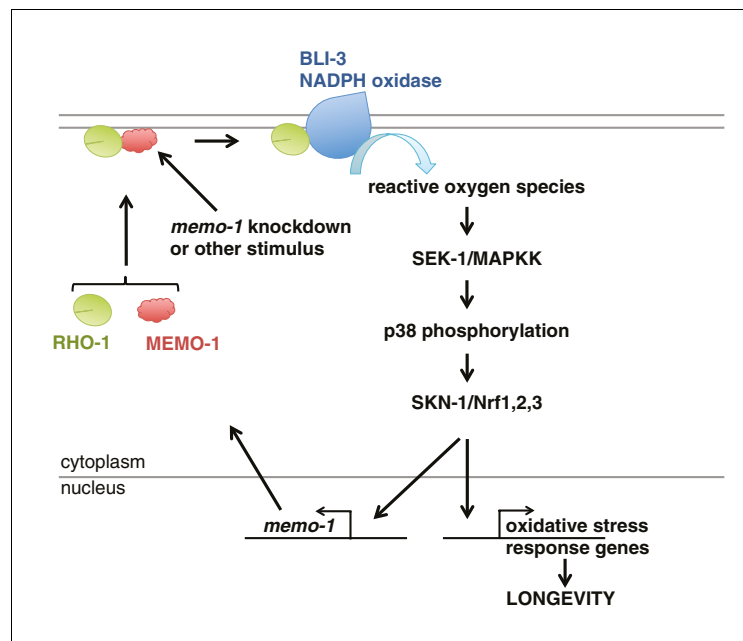 BLI-3
NADPH oxidase
reactive oxygen species
memo-1 knockdown
or other stimulus
SEK-1/MAPKK
p38 phosphorylation
RHO-1
MEMO-1
SKN-1/Nrf1,2,3
cytoplasm
nucleus
memo-1
oxidative stress
response genes
LONGEVITY